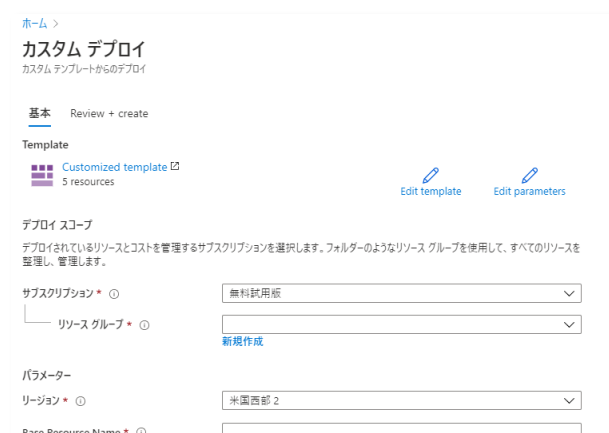 ホーム >
カスタム デプロイ
カスタム テンプレートからのデプロイ
基本 Review + create
Template
Customized template
5 resources
Edit template Edit parameters
デプロイ スコープ
デプロイされているリソースとコストを管理するサブスクリプションを選択します。フォルダーのようなリソース グループを使用して、すべてのリソースを
整理し、管理します。
サブスクリプション * 無料試用版
リソース グループ *
新規作成
パラメーター
リージョン * 米国西部 2
Base Resource Name *